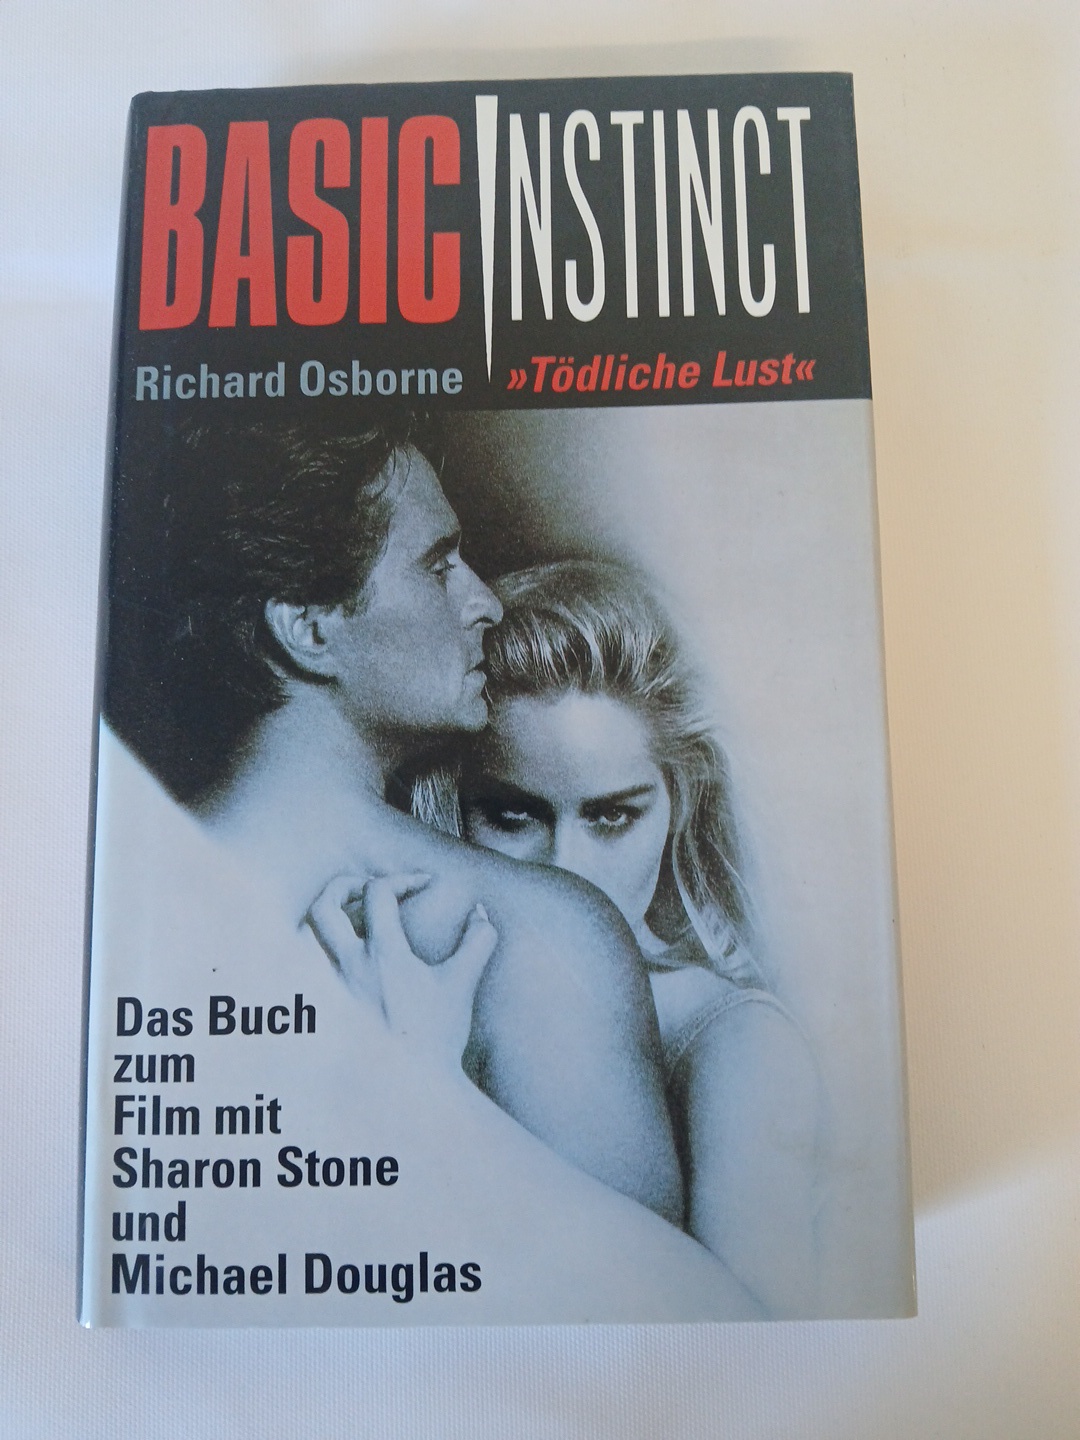 BASIC INSTINCT
Richard Osborne »Tödliche Lust«
Das Buch
zum
Film mit
Sharon Stone
und
Michael Douglas